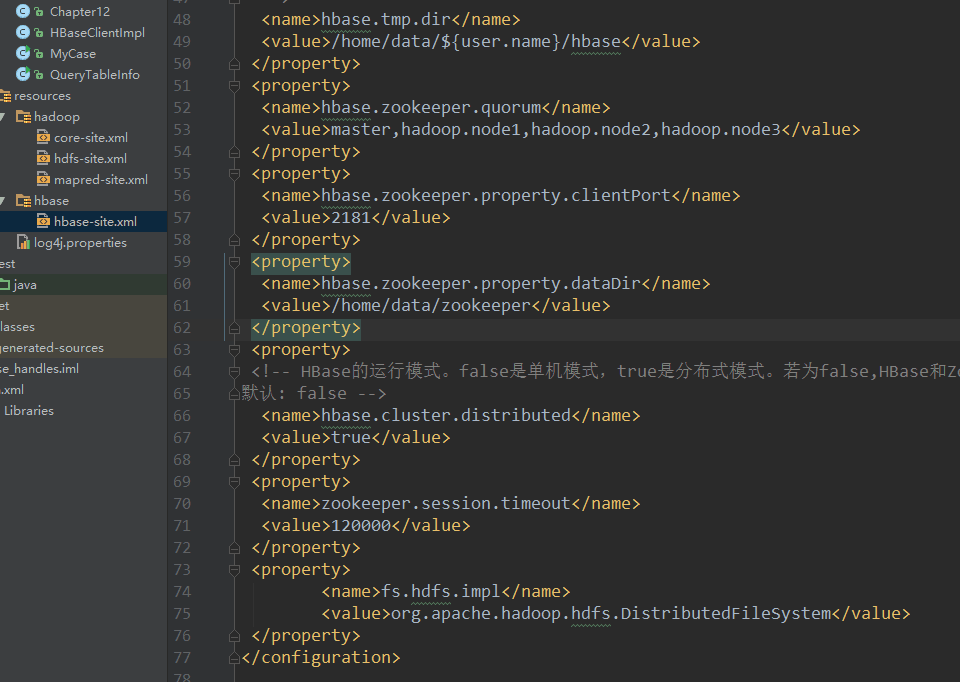 Chapter12
HBaseClientImpl
MyCase
QueryTableInfo
resources
hadoop
core-site.xml
hdfs-site.xml
mapred-site.xml
hbase
hbase-site.xml
log4j.properties
est
java
et
lasses
enerated-sources
se_handles.iml
.xml
Libraries
48 <name>hbase.tmp.dir</name>
49 <value>/home/data/${user.name}/hbase</value>
50 </property>
51 <property>
52 <name>hbase.zookeeper.quorum</name>
53 <value>master,hadoop.node1,hadoop.node2,hadoop.node3</value>
54 </property>
55 <property>
56 <name>hbase.zookeeper.property.clientPort</name>
57 <value>2181</value>
58 </property>
59 <property>
60 <name>hbase.zookeeper.property.dataDir</name>
61 <value>/home/data/zookeeper</value>
62 </property>
63 <property>
64 <!-- HBase的运行模式。false是单机模式，true是分布式模式。若为false,HBase和Zo
65 默认: false -->
66 <name>hbase.cluster.distributed</name>
67 <value>true</value>
68 </property>
69 <property>
70 <name>zookeeper.session.timeout</name>
71 <value>120000</value>
72 </property>
73 <property>
74 <name>fs.hdfs.impl</name>
75 <value>org.apache.hadoop.hdfs.DistributedFileSystem</value>
76 </property>
77 </configuration>
78